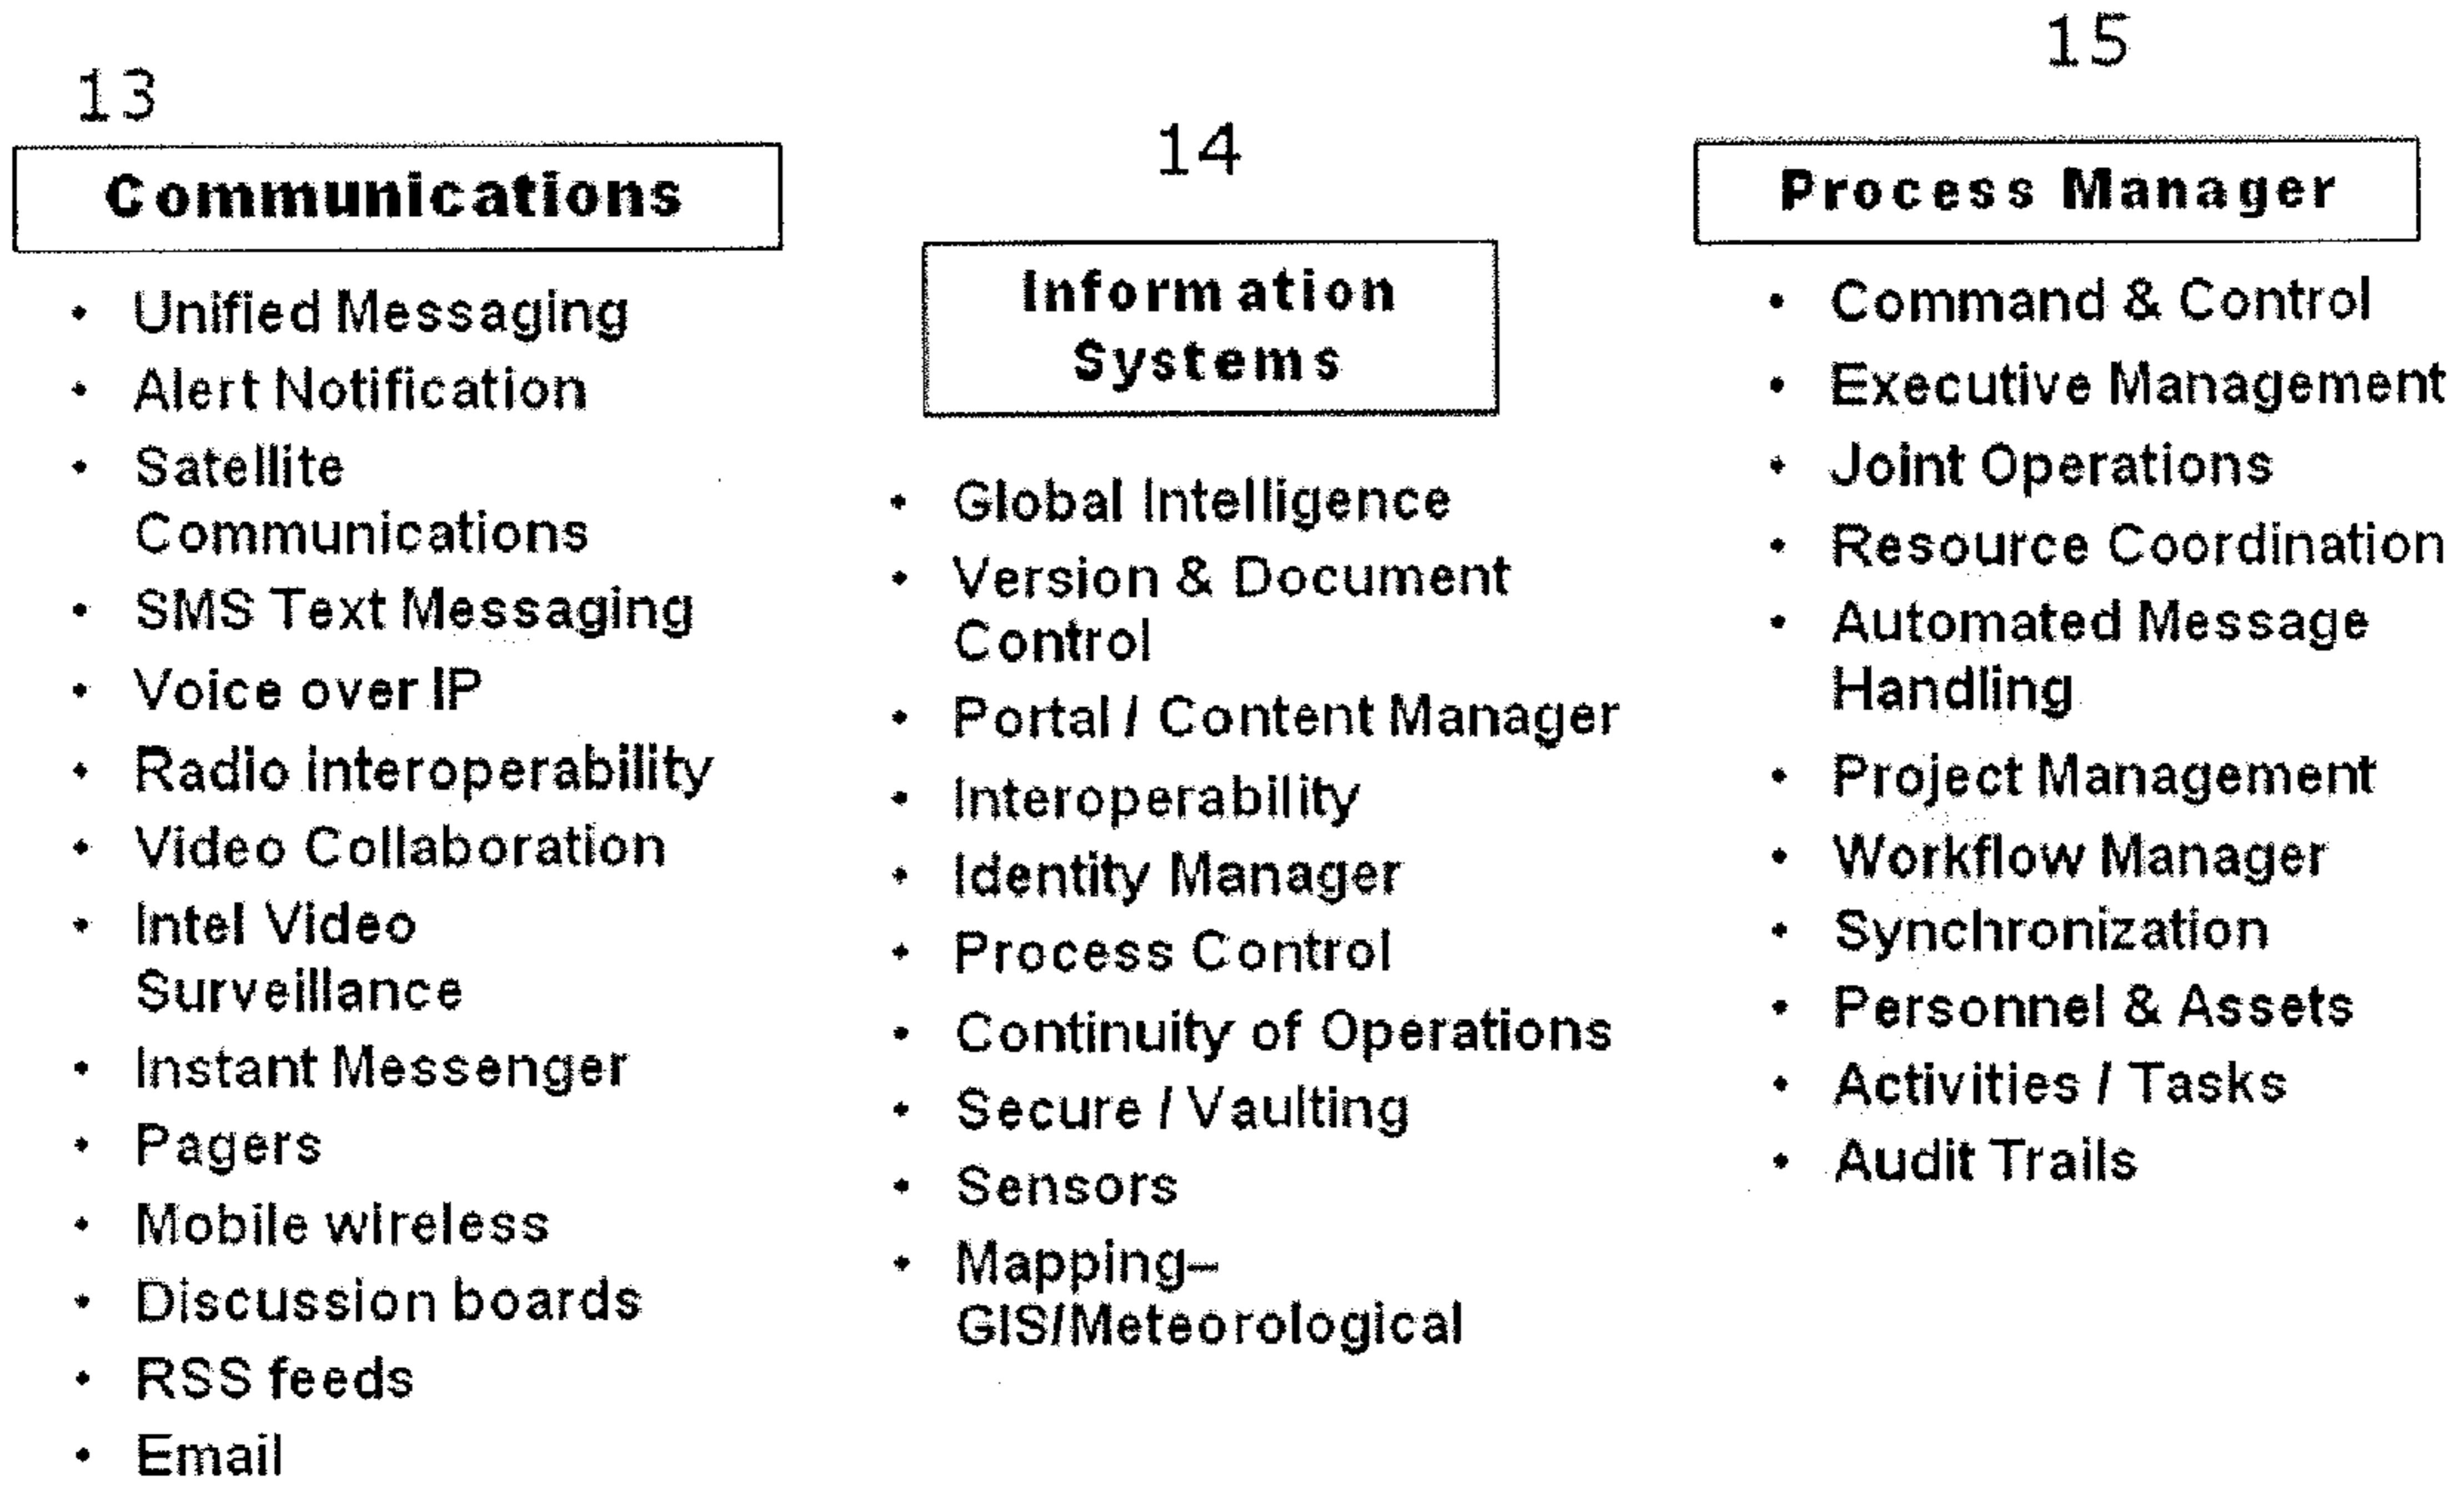 13
Communications
• Unified Messaging
• Alert Notification
• Satellite
Communications
• SMS Text Messaging
• Voice over IP
• Radio interoperability
• Video Collaboration
• Intel Video
Surveillance
• Instant Messenger
• Pagers
• Mobile wireless
• Discussion boards
• RSS feeds
• Email
14
Information
Systems
• Global Intelligence
• Version & Document
Control
• Portal / Content Manager
• Interoperability
• Identity Manager
• Process Control
• Continuity of Operations
• Secure / Vaulting
• Sensors
• Mapping–
GIS/Meteorological
15
Process Manager
• Command & Control
• Executive Management
• Joint Operations
• Resource Coordination
• Automated Message
Handling
• Project Management
• Workflow Manager
• Synchronization
• Personnel & Assets
• Activities / Tasks
• Audit Trails